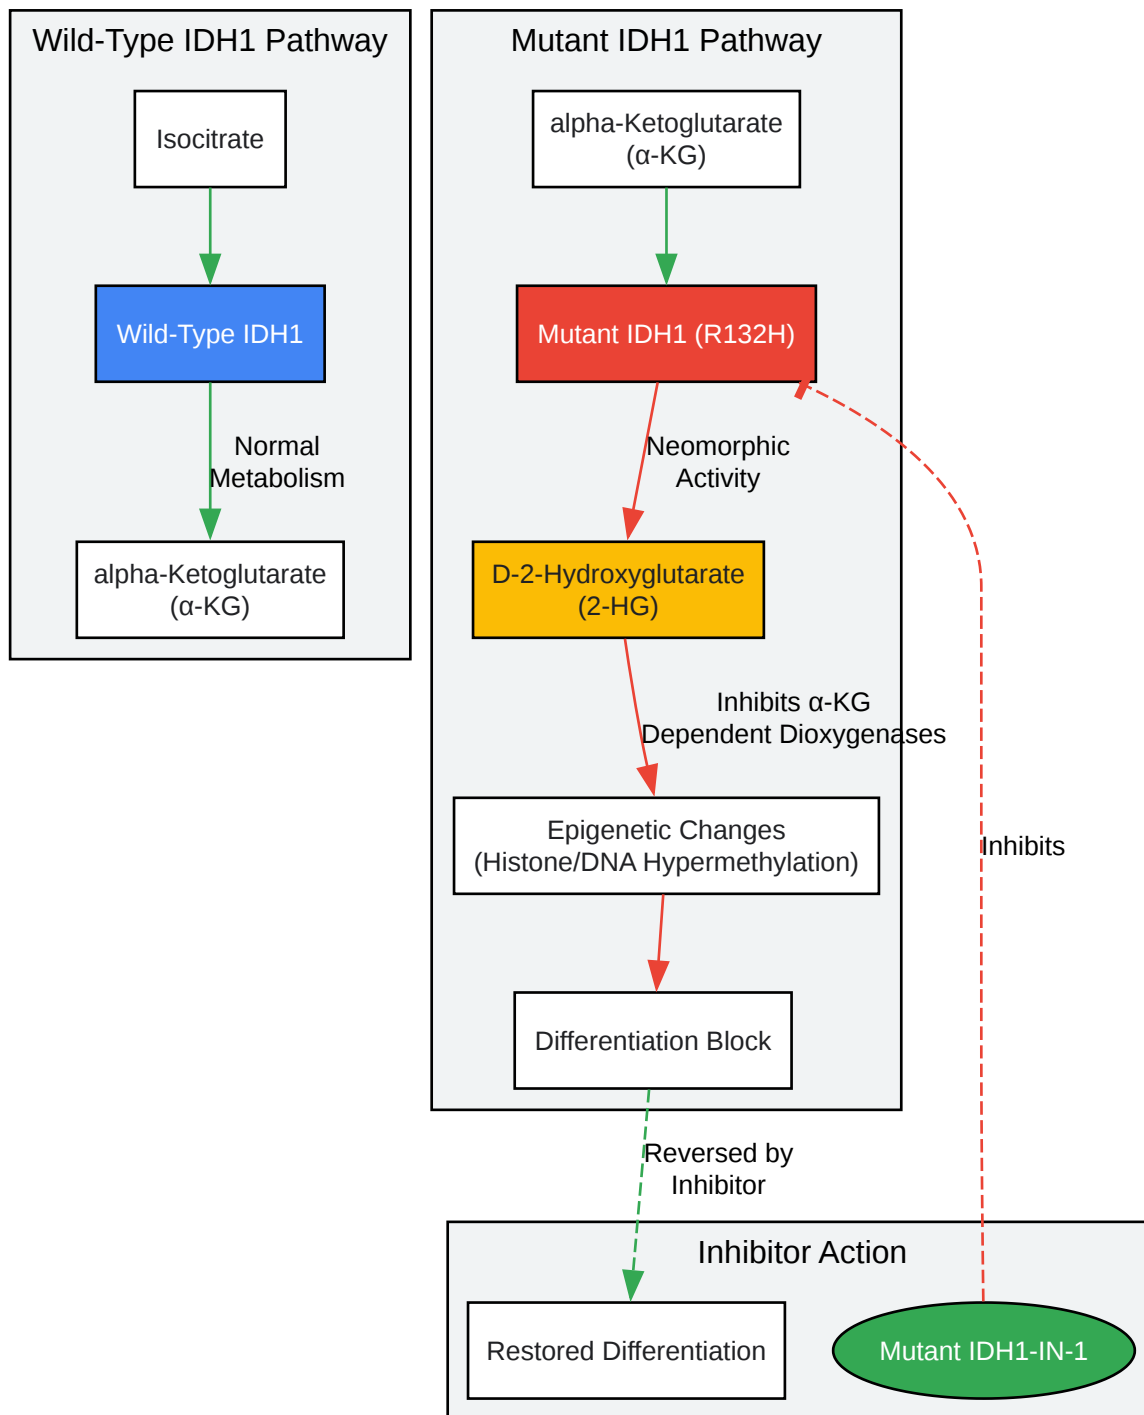 Wild-Type IDH1 Pathway
Isocitrate
Wild-Type IDH1
Normal
Metabolism
alpha-Ketoglutarate
(α-KG)
Mutant IDH1 Pathway
alpha-Ketoglutarate
(α-KG)
Mutant IDH1 (R132H)
Neomorphic
Activity
D-2-Hydroxyglutarate
(2-HG)
Inhibits α-KG
Dependent Dioxygenases
Epigenetic Changes
(Histone/DNA Hypermethylation)
Inhibits
Differentiation Block
Reversed by
Inhibitor
Inhibitor Action
Restored Differentiation
Mutant IDH1-IN-1